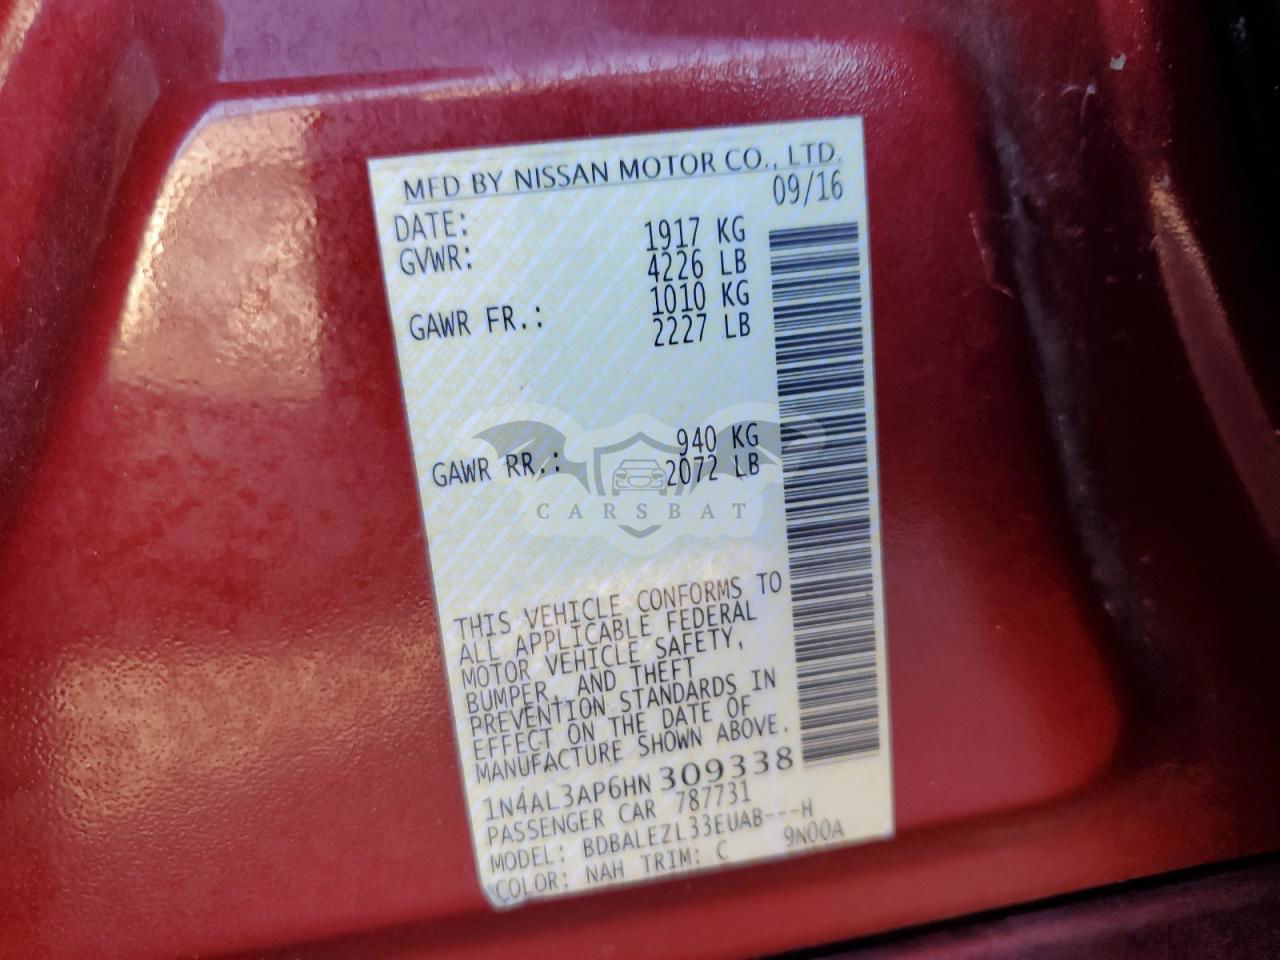 MFD BY NISSAN MOTOR CO., LTD.
DATE: 09/16
GVWR: 1917 KG
4226 LB
GAWR FR.: 1010 KG
2227 LB
GAWR RR.: 940 KG
2072 LB
CARSBAT
THIS VEHICLE CONFORMS TO
ALL APPLICABLE FEDERAL
MOTOR VEHICLE SAFETY,
BUMPER, AND THEFT
PREVENTION STANDARDS IN
EFFECT ON THE DATE OF
MANUFACTURE SHOWN ABOVE.
1N4AL3AP6HN309338
PASSENGER CAR 787731
MODEL: BDBALEZL33EUAB---H
COLOR: NAH TRIM: C 9N00A